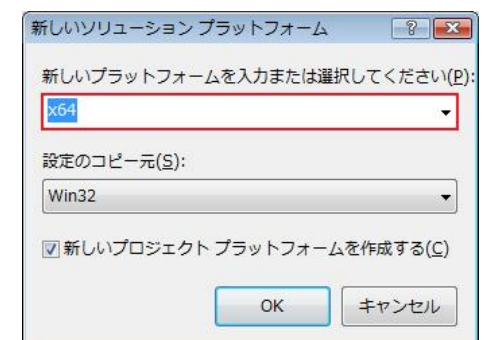 新しいソリューション プラットフォーム
新しいプラットフォームを入力または選択してください(P):
x64
設定のコピー元(S):
Win32
新しいプロジェクト プラットフォームを作成する(C)
OK
キャンセル